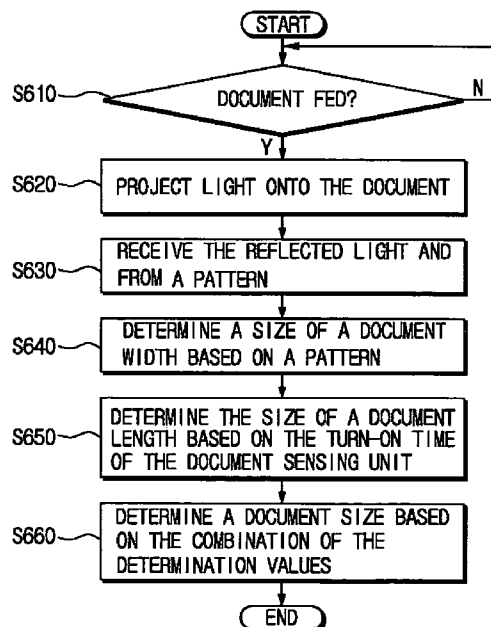 START
S610
DOCUMENT FED?
N
Y
S620
PROJECT LIGHT ONTO THE DOCUMENT
S630
RECEIVE THE REFLECTED LIGHT AND
FROM A PATTERN
S640
DETERMINE A SIZE OF A DOCUMENT
WIDTH BASED ON A PATTERN
S650
DETERMINE THE SIZE OF A DOCUMENT
LENGTH BASED ON THE TURN-ON TIME
OF THE DOCUMENT SENSING UNIT
S660
DETERMINE A DOCUMENT SIZE BASED
ON THE COMBINATION OF THE
DETERMINATION VALUES
END